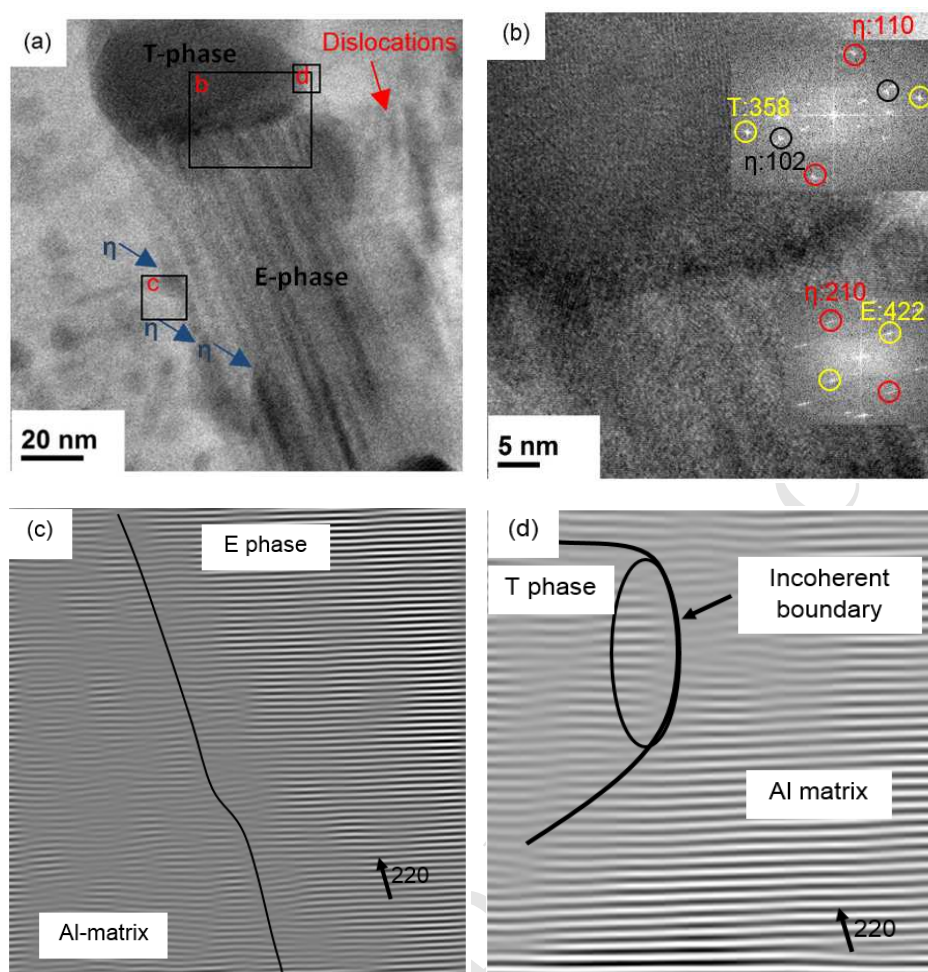 (a)
T-phase
b
d
Dislocations
η
c
η
η
E-phase
20 nm
(b)
η:110
T:358
η:102
η:210
E:422
5 nm
(c)
E phase
Al-matrix
220
(d)
T phase
Incoherent
boundary
Al matrix
220